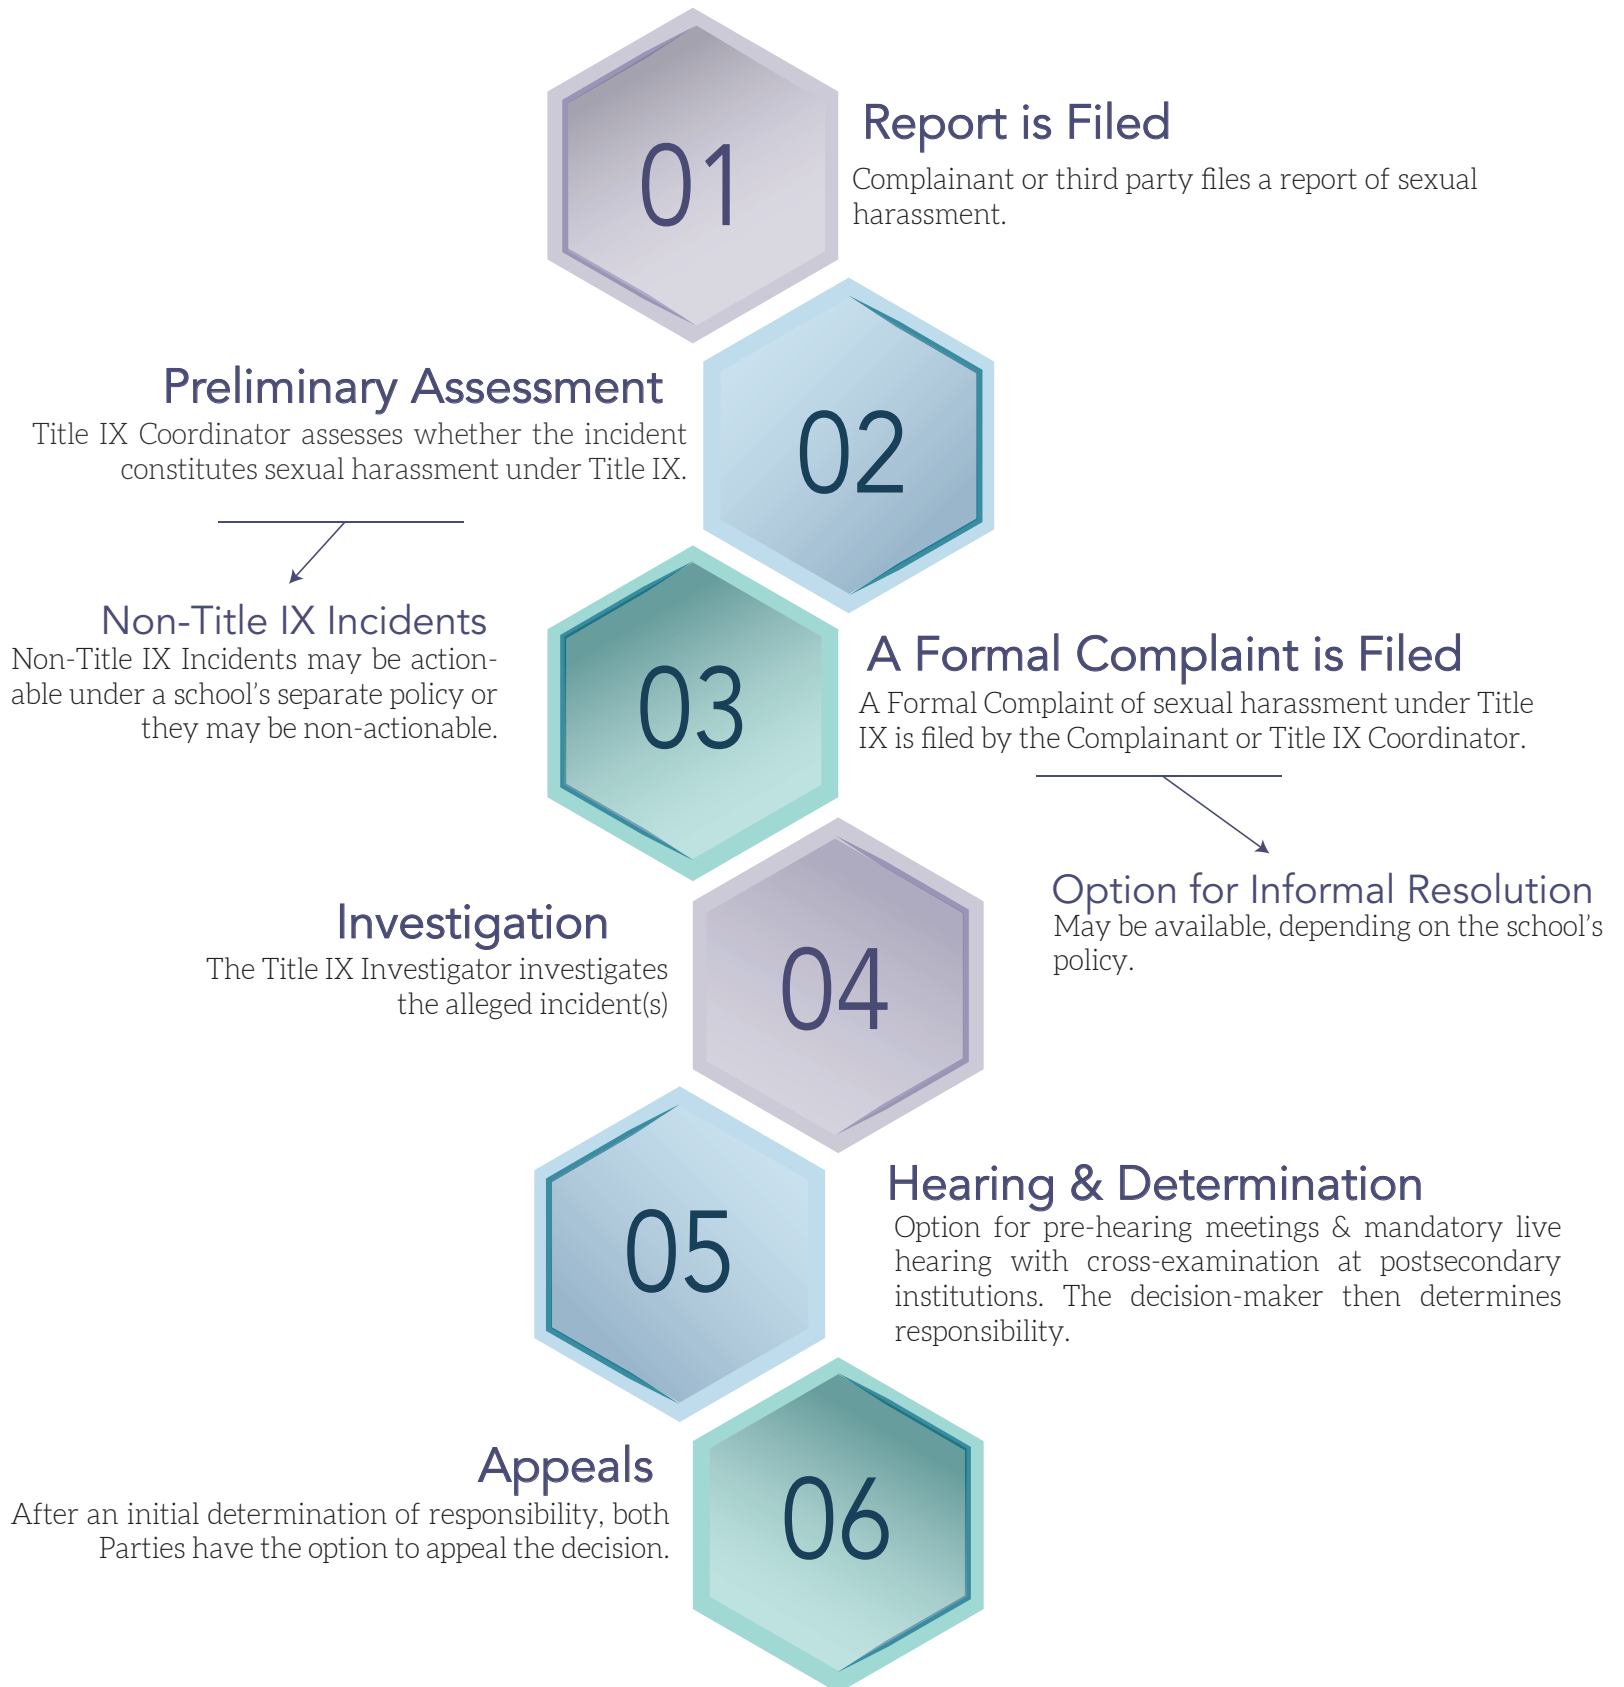 01
Report is Filed
Complainant or third party files a report of sexual
harassment.
02
Preliminary Assessment
Title IX Coordinator assesses whether the incident
constitutes sexual harassment under Title IX.
Non-Title IX Incidents
Non-Title IX Incidents may be action-
able under a school’s separate policy or
they may be non-actionable.
03
A Formal Complaint is Filed
A Formal Complaint of sexual harassment under Title
IX is filed by the Complainant or Title IX Coordinator.
Option for Informal Resolution
May be available, depending on the school’s
policy.
04
Investigation
The Title IX Investigator investigates
the alleged incident(s)
05
Hearing & Determination
Option for pre-hearing meetings & mandatory live
hearing with cross-examination at postsecondary
institutions. The decision-maker then determines
responsibility.
06
Appeals
After an initial determination of responsibility, both
Parties have the option to appeal the decision.